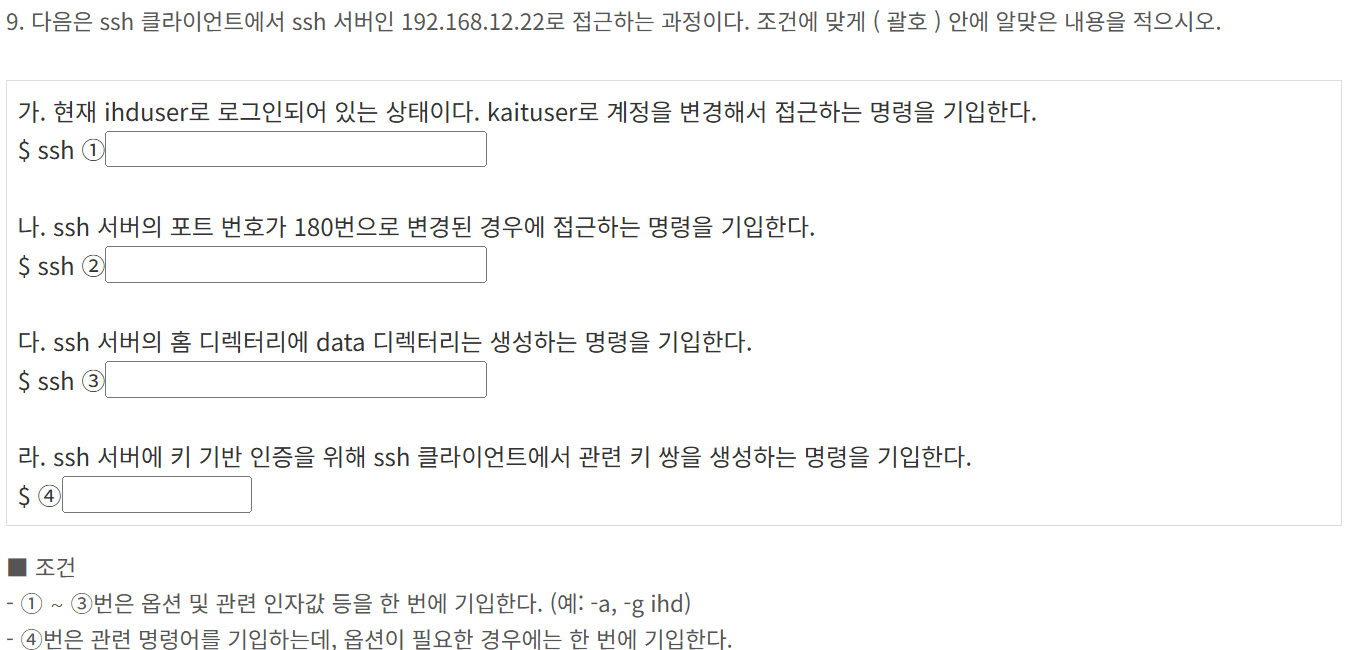 9. 다음은 ssh 클라이언트에서 ssh 서버인 192.168.12.22로 접근하는 과정이다. 조건에 맞게 ( 괄호 ) 안에 알맞은 내용을 적으시오.
가. 현재 ihduser로 로그인되어 있는 상태이다. kaituser로 계정을 변경해서 접근하는 명령을 기입한다.
$ ssh ①
나. ssh 서버의 포트 번호가 180번으로 변경된 경우에 접근하는 명령을 기입한다.
$ ssh ②
다. ssh 서버의 홈 디렉터리에 data 디렉터리는 생성하는 명령을 기입한다.
$ ssh ③
라. ssh 서버에 키 기반 인증을 위해 ssh 클라이언트에서 관련 키 쌍을 생성하는 명령을 기입한다.
$ ④
■ 조건
- ① ~ ③번은 옵션 및 관련 인자값 등을 한 번에 기입한다. (예: -a, -g ihd)
- ④번은 관련 명령어를 기입하는데, 옵션이 필요한 경우에는 한 번에 기입한다.